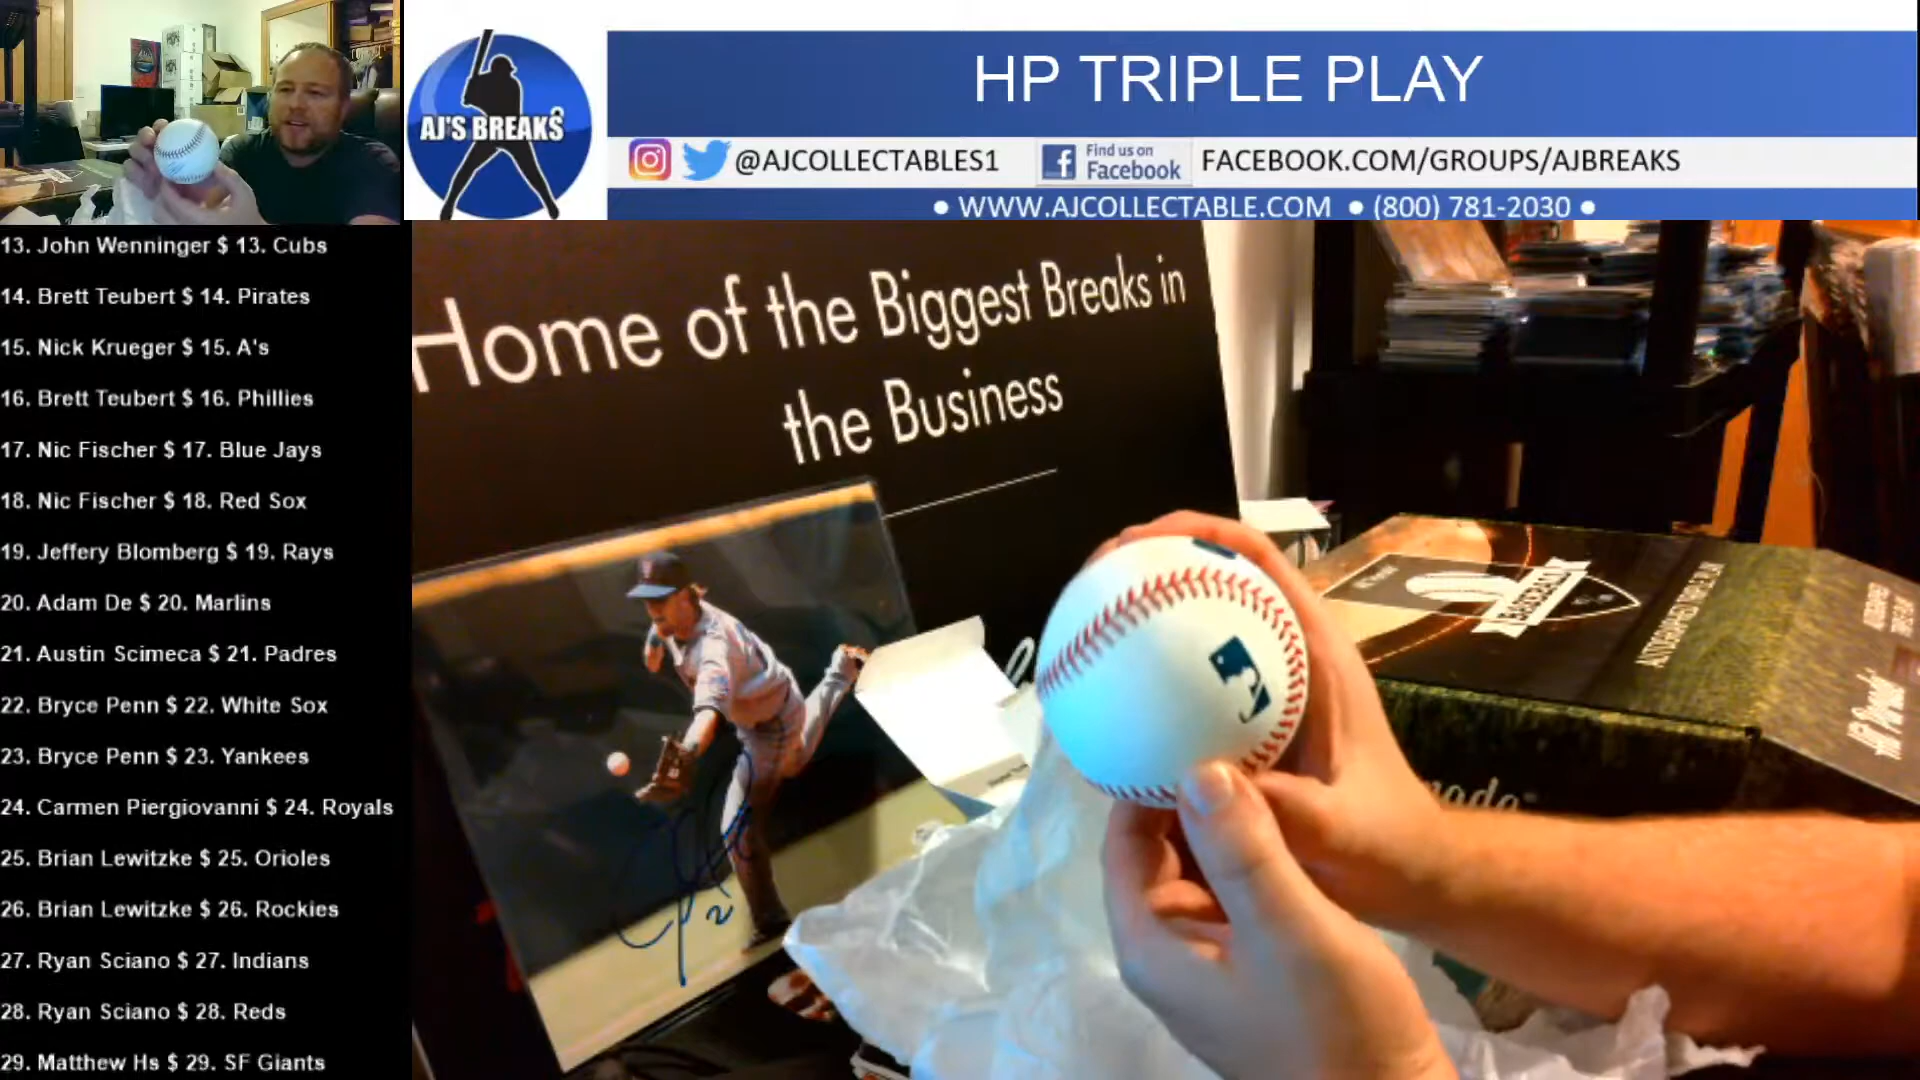 HP TRIPLE PLAY
AJ'S BREAKS
@AJCOLLECTABLES1
Find us on
Facebook
FACEBOOK.COM/GROUPS/AJBREAKS
• WWW.AJCOLLECTABLE.COM • (800) 781-2030 •
13. John Wenninger $ 13. Cubs
14. Brett Teubert $ 14. Pirates
15. Nick Krueger $ 15. A's
16. Brett Teubert $ 16. Phillies
17. Nic Fischer $ 17. Blue Jays
18. Nic Fischer $ 18. Red Sox
19. Jeffery Blomberg $ 19. Rays
20. Adam De $ 20. Marlins
21. Austin Scimeca $ 21. Padres
22. Bryce Penn $ 22. White Sox
23. Bryce Penn $ 23. Yankees
24. Carmen Piergiovanni $ 24. Royals
25. Brian Lewitzke $ 25. Orioles
26. Brian Lewitzke $ 26. Rockies
27. Ryan Sciano $ 27. Indians
28. Ryan Sciano $ 28. Reds
29. Matthew Hs $ 29. SF Giants
Home of the Biggest Breaks in
the Business
BASEBALL